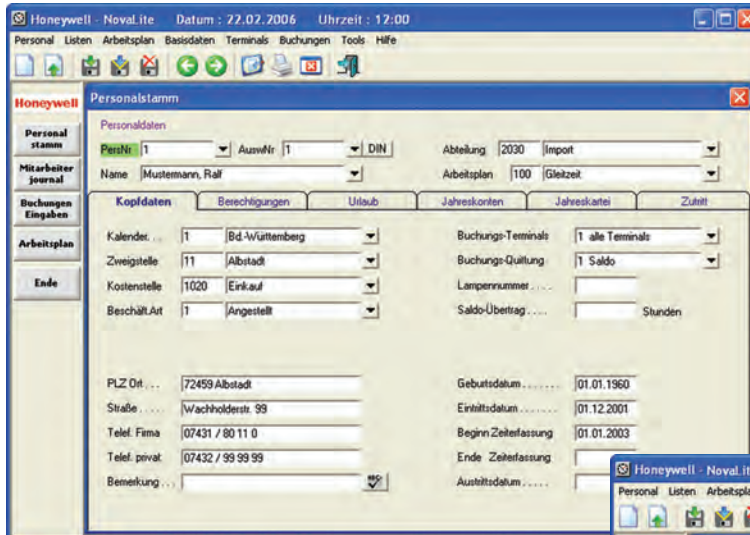 Honeywell - NovaLite Datum : 22.02.2006 Uhrzeit : 12:00
Personal Listen Arbeitsplan Basisdaten Terminals Buchungen Tools Hilfe
Honeywell
Personal stamm
Mitarbeiter journal
Buchungen Eingaben
Arbeitsplan
Ende
Personalstamm
Personaldaten
PersNr 1 AuswNr 1 DIN Abteilung 2030 Import
Name Mustermann, Ralf Arbeitsplan 100 Gleitzeit
Kopfdaten Berechtigungen Urlaub Jahreskonten Jahreskartei Zutritt
Kalender. . . 1 Bd.-Württemberg Buchungs-Terminals 1 alle Terminals
Zweigstelle 11 Albstadt Buchungs-Quittung 1 Saldo
Kostenstelle 1020 Einkauf Lampennummer . . . .
Beschäft.Art 1 Angestellt Saldo-Übertrag . . . . Stunden
PLZ Ort . . . 72459 Albstadt Geburtsdatum . . . . . . . 01.01.1960
Straße . . . . . Wachholderstr. 99 Eintrittsdatum . . . . . . . 01.12.2001
Telef. Firma 07431 / 80 11 0 Beginn Zeiterfassung 01.01.2003
Telef. privat 07432 / 99 99 99 Ende Zeiterfassung
Bemerkung . . . Austrittsdatum . . . . .
Honeywell - NovaLite
Personal Listen Arbeitspla